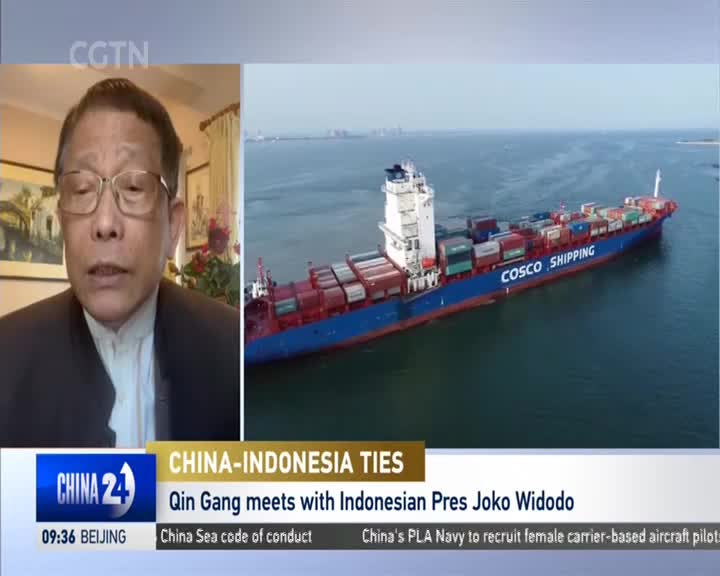 CGTN
COSCO SHIPPING
CHINA-INDONESIA TIES
CHINA 24
Qin Gang meets with Indonesian Pres Joko Widodo
09:36 BEIJING
China Sea code of conduct China's PLA Navy to recruit female carrier-based aircraft pilots